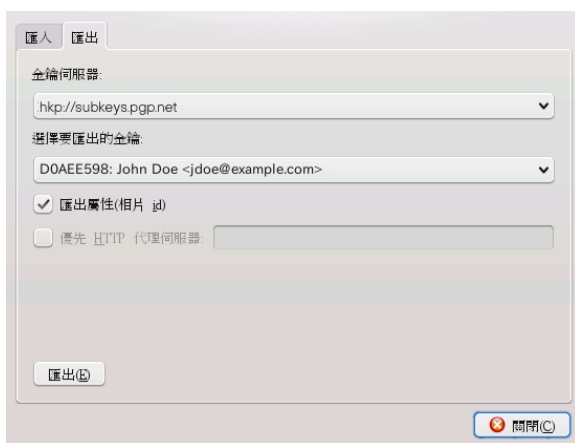 匯入 匯出
金鑰伺服器:
hkp://subkeys.pgp.net
選擇要匯出的金鑰:
D0AEE598: John Doe <jdoe@example.com>
匯出屬性(相片 id)
優先 HTTP 代理伺服器:
匯出(E)
關閉(C)